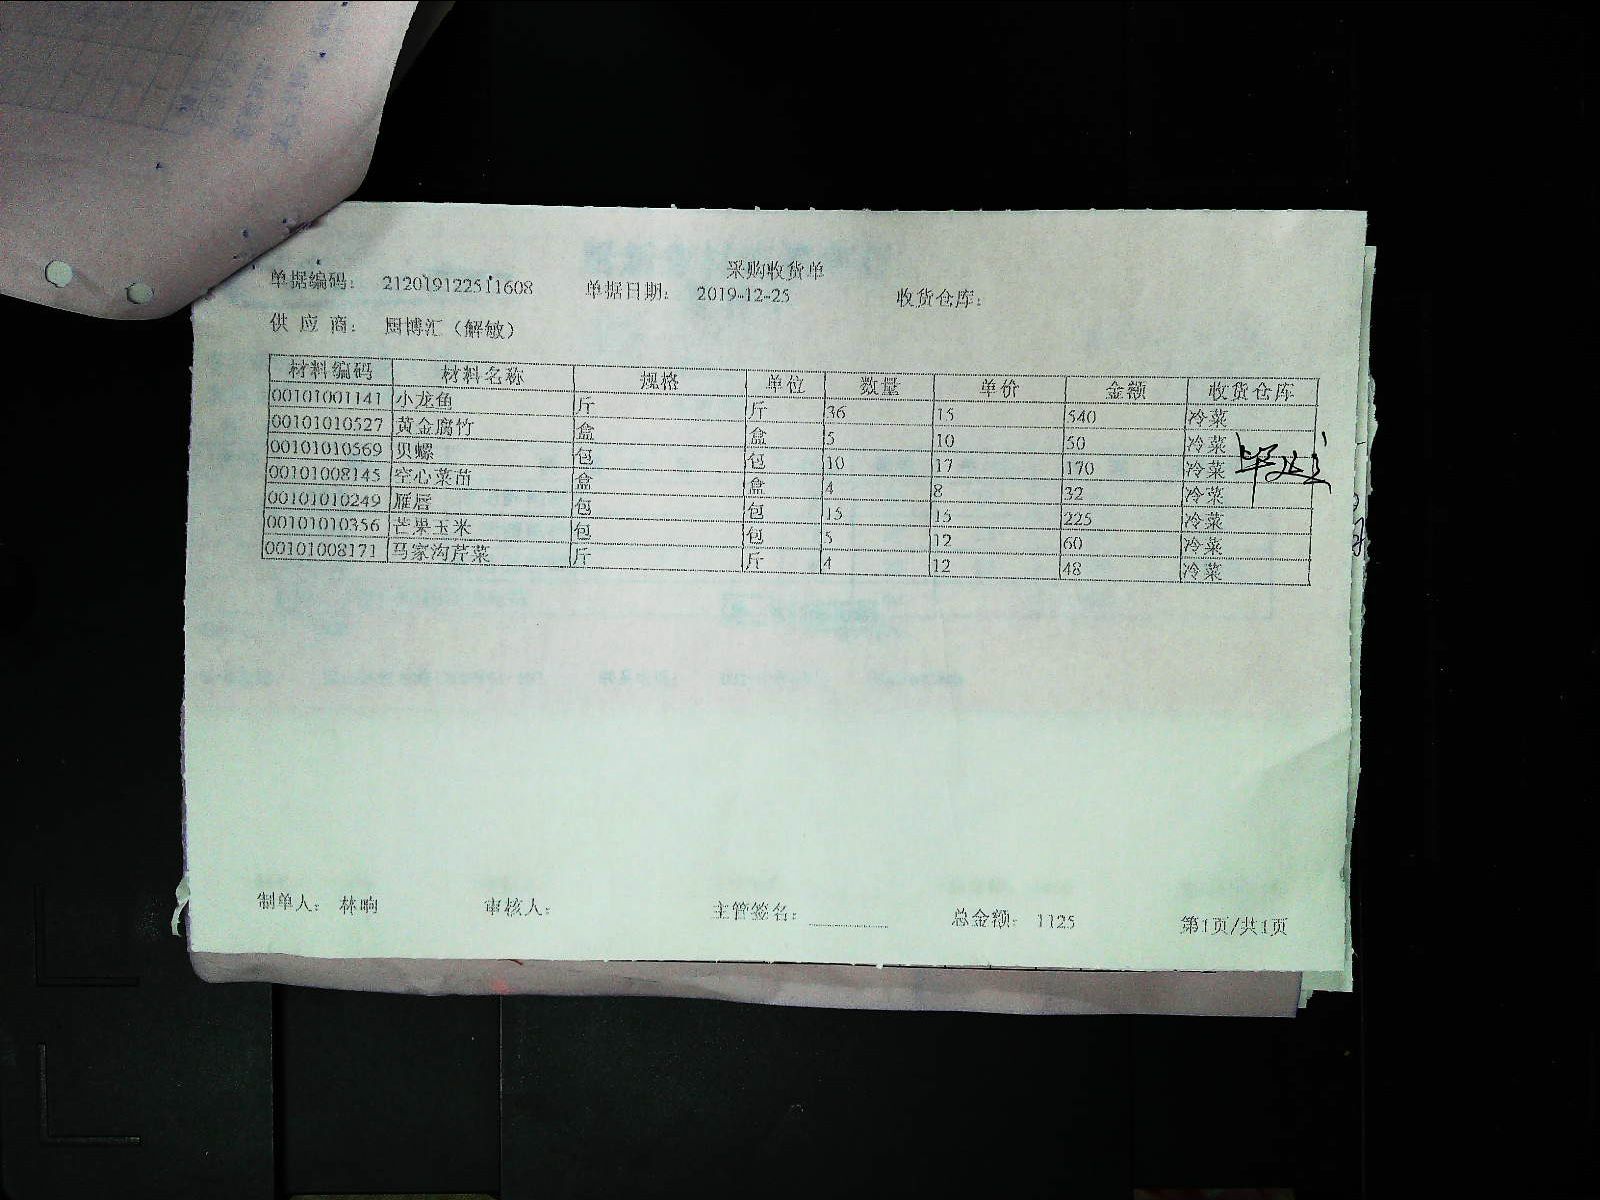 采购收货单
单据编码： 21201912251​1608 单据日期： 2019-12-25 收货仓库：
供 应 商： 厨博汇（解敏）
材料编码 材料名称 规格 单位 数量 单价 金额 收货仓库
00101001141 小龙鱼 斤 斤 36 15 540 冷菜
00101010527 黄金腐竹 盒 盒 5 10 50 冷菜
00101010569 贝螺 包 包 10 17 170 冷菜
00101008145 空心菜苗 盒 盒 4 8 32 冷菜
00101010249 雁唇 包 包 15 15 225 冷菜
00101010356 芒果玉米 包 包 5 12 60 冷菜
00101008171 马家沟芹菜 斤 斤 4 12 48 冷菜
制单人： 林晌 审核人： 主管签名： 总金额： 1125 第1页/共1页